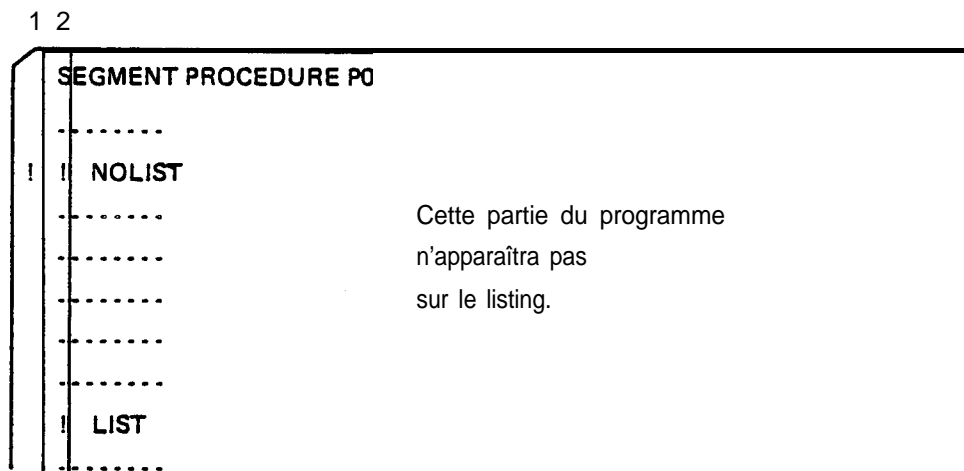 1 2
SEGMENT PROCEDURE P0
--------
! ! NOLIST
--------
Cette partie du programme
--------
n'apparaîtra pas
--------
sur le listing.
--------
--------
! LIST
--------